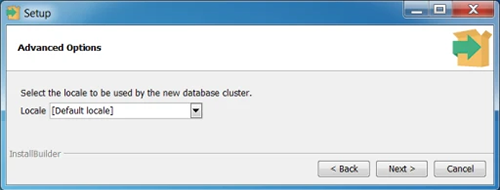 Setup
Advanced Options
Select the locale to be used by the new database cluster.
Locale [Default locale]
InstallBuilder
< Back Next > Cancel